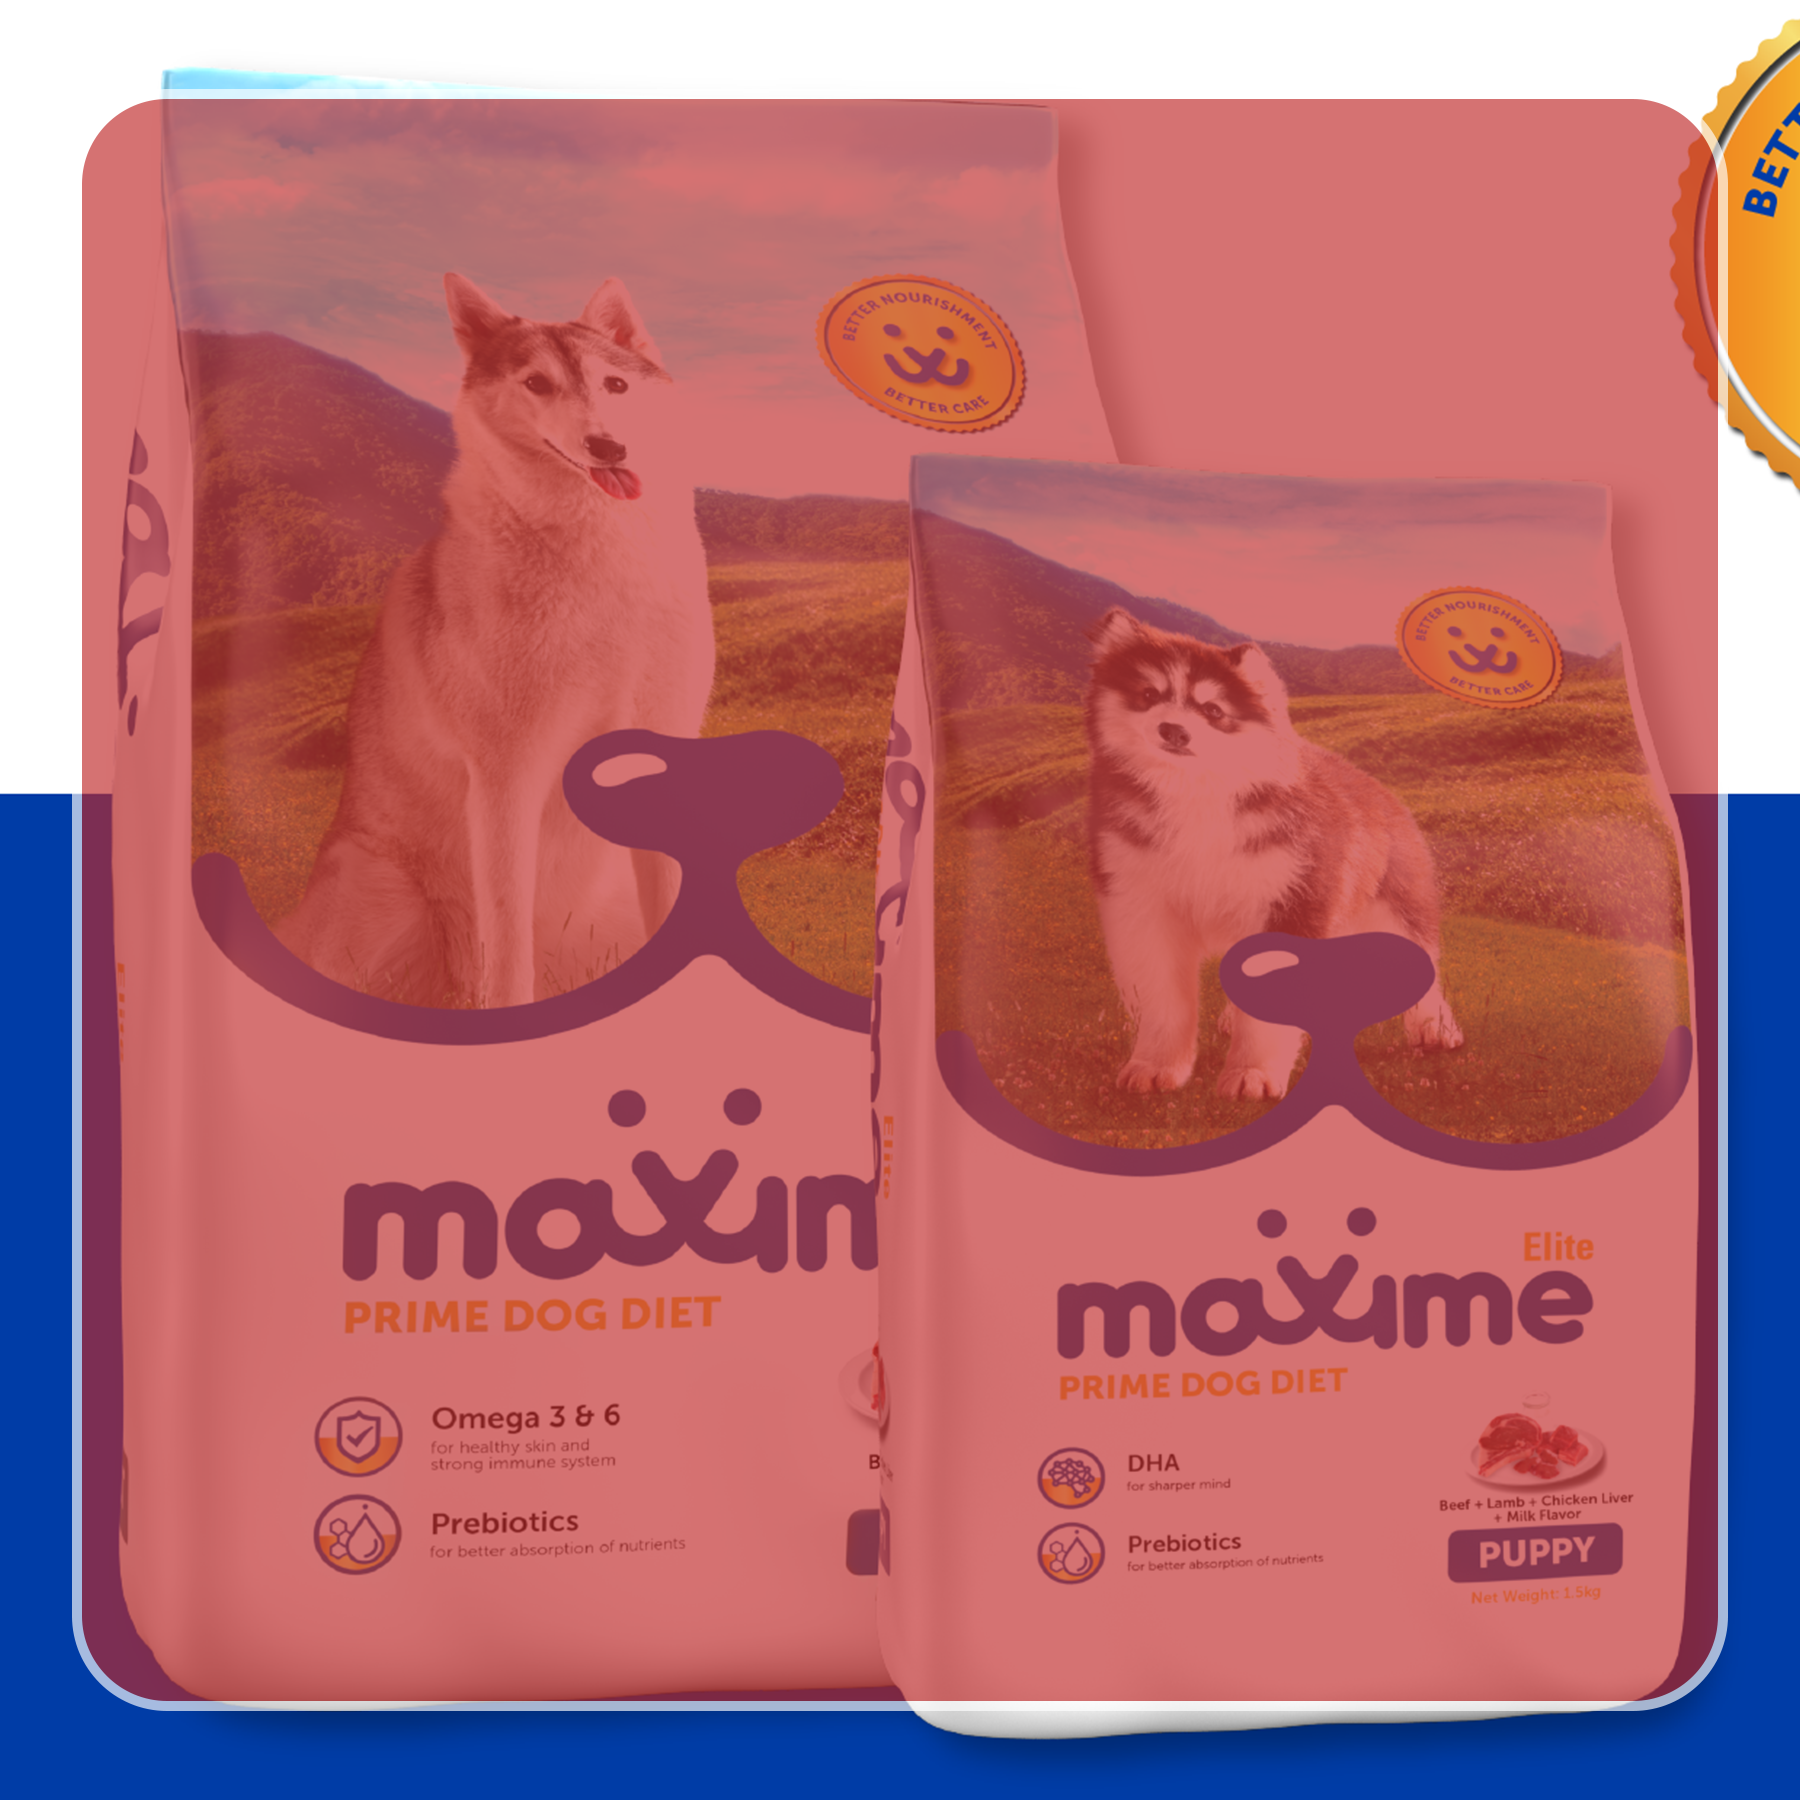 BETT
BETTER NOURISHMENT
BETTER CARE
BETTER NOURISHMENT
BETTER CARE
Elite
Elite
maxim
PRIME DOG DIET
Omega 3 & 6
for healthy skin and
strong immune system
Prebiotics
for better absorption of nutrients
B
Elite
maxime
PRIME DOG DIET
DHA
for sharper mind
Prebiotics
for better absorption of nutrients
Beef + Lamb + Chicken Liver
+ Milk Flavor
PUPPY
Net Weight: 1.5kg